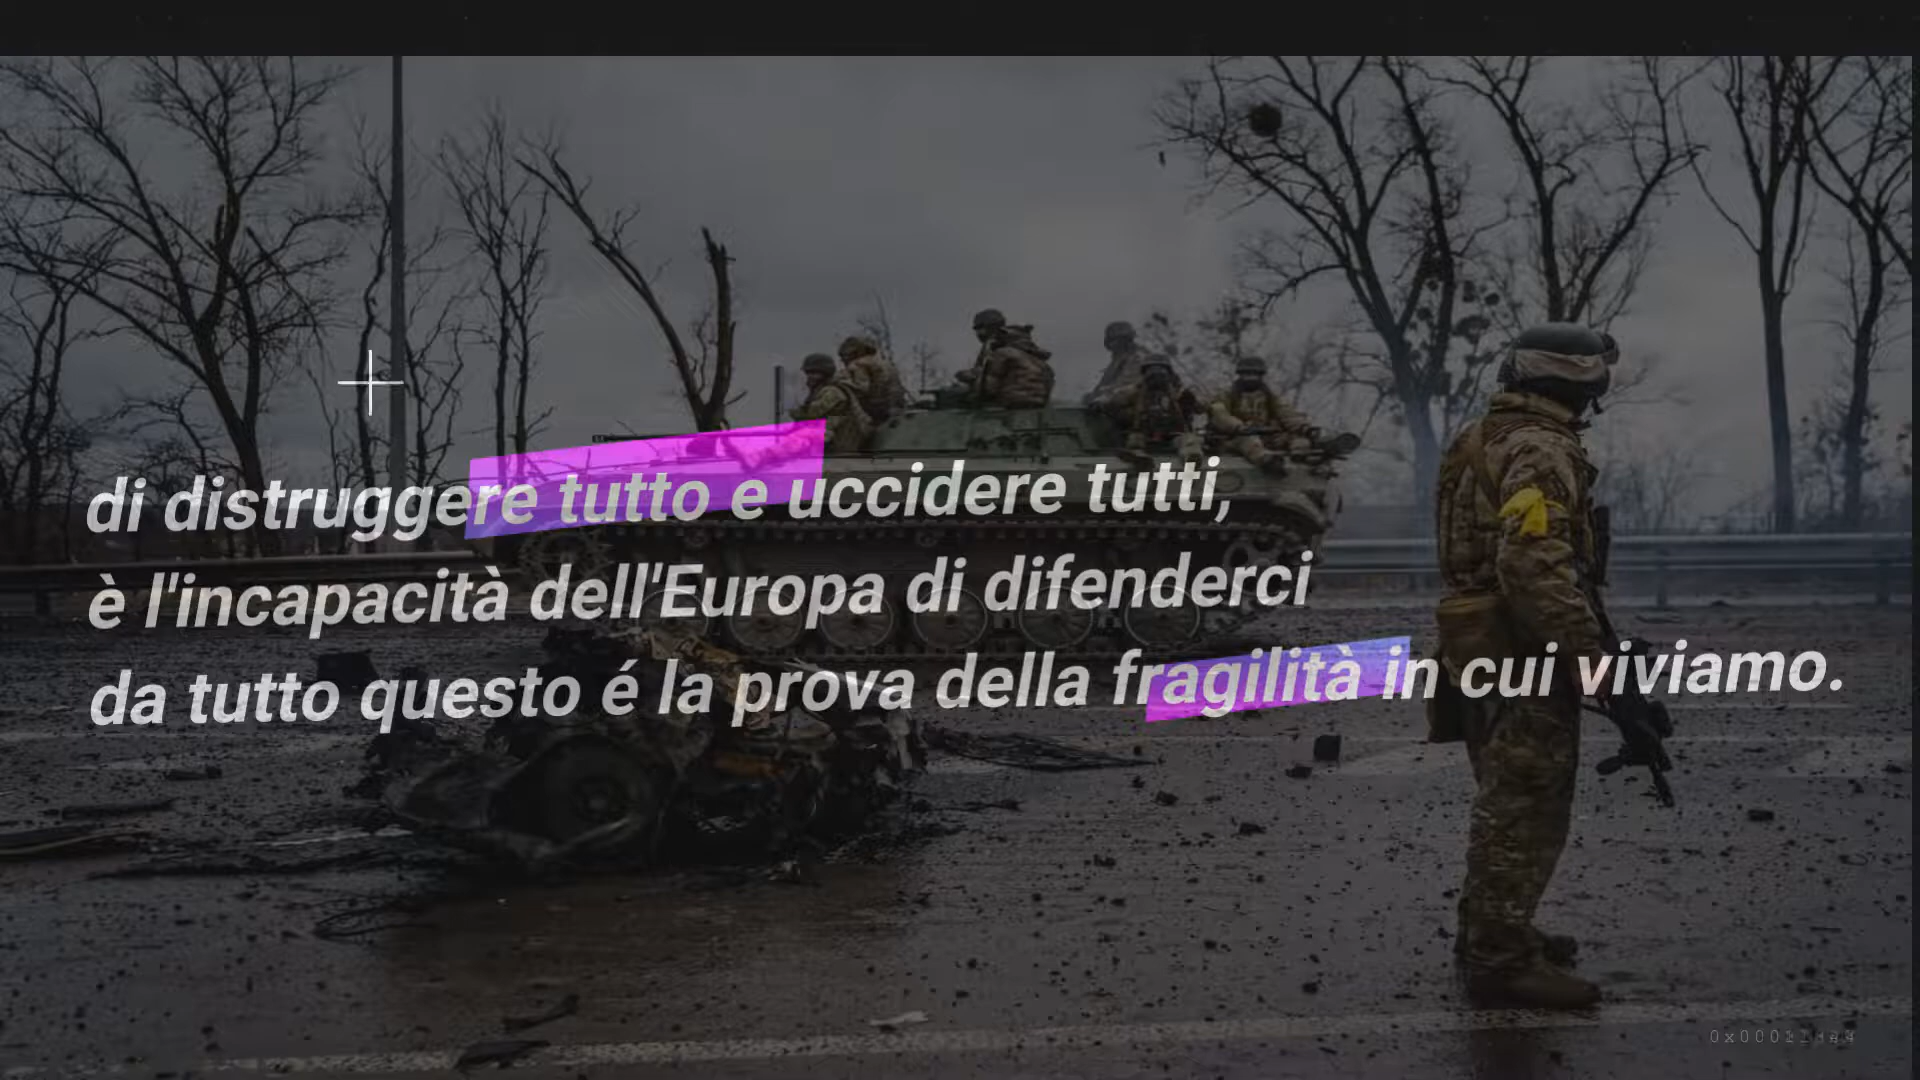 di distruggere tutto e uccidere tutti,
è l'incapacità dell'Europa di difenderci
da tutto questo é la prova della fragilità in cui viviamo.